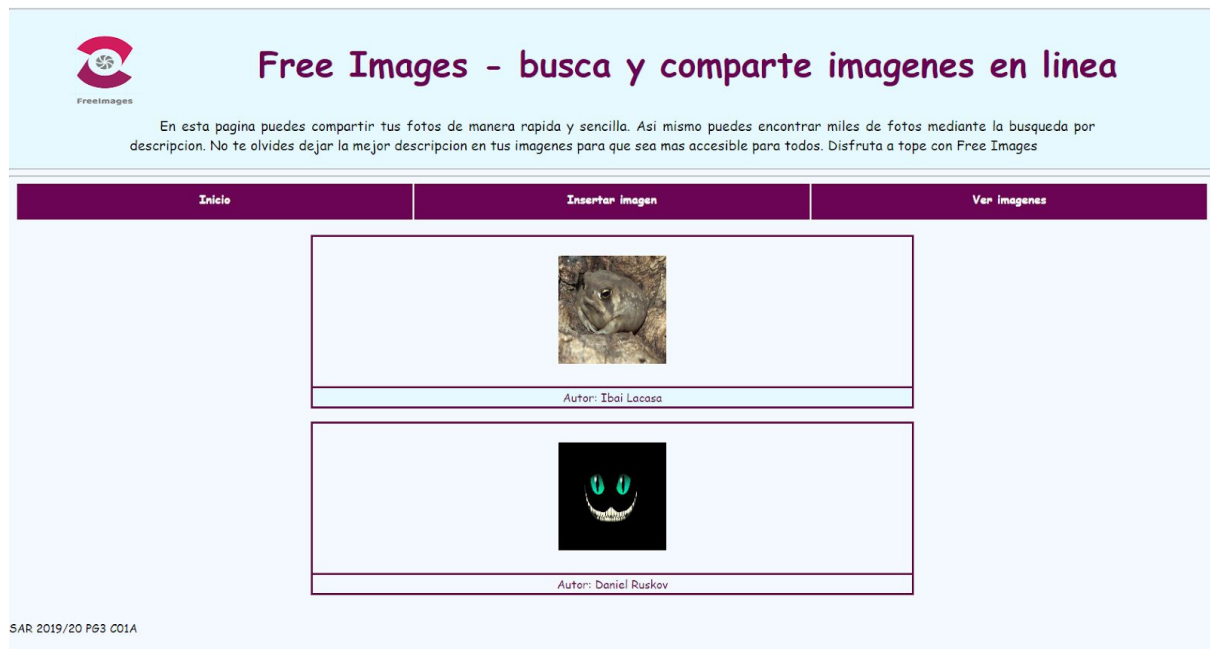 FreeImages
Free Images - busca y comparte imagenes en linea
En esta pagina puedes compartir tus fotos de manera rapida y sencilla. Asi mismo puedes encontrar miles de fotos mediante la busqueda por
descripcion. No te olvides dejar la mejor descripcion en tus imagenes para que sea mas accesible para todos. Disfruta a tope con Free Images
Inicio Insertar imagen Ver imagenes
Autor: Ibai Lacasa
Autor: Daniel Ruskov
SAR 2019/20 PG3 C01A